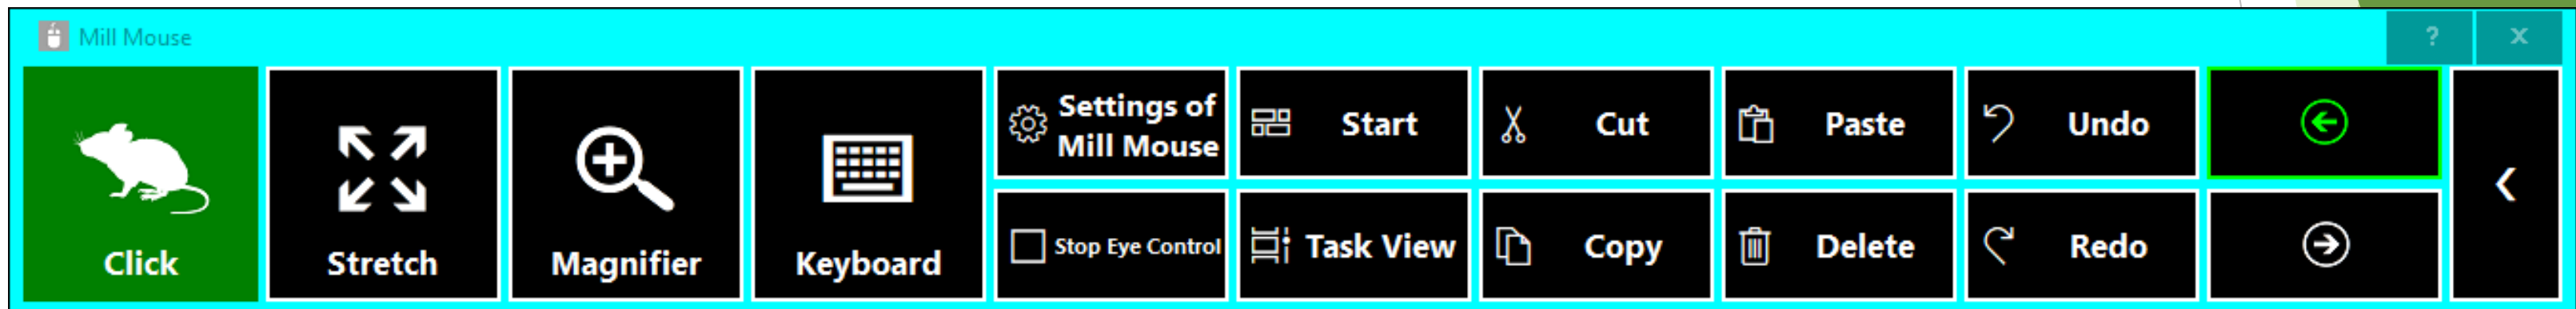 Mill Mouse
? x
Click
Stretch
Magnifier
Keyboard
Settings of
Mill Mouse
Stop Eye Control
Start
Task View
Cut
Copy
Paste
Delete
Undo
Redo